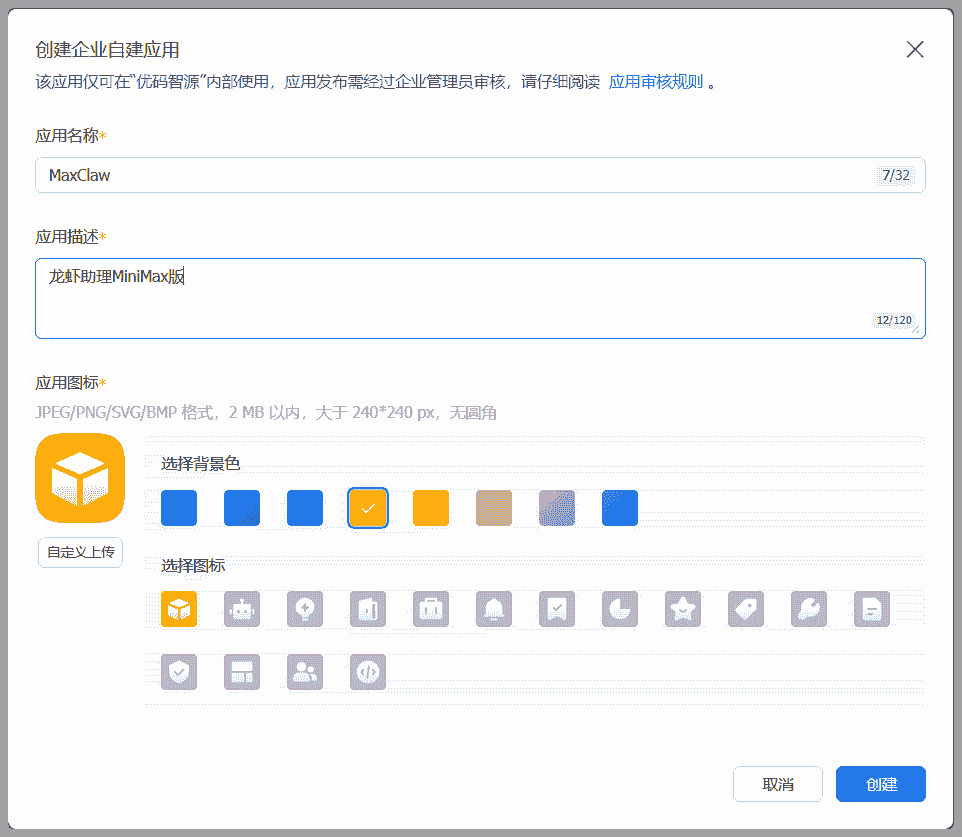 创建企业自建应用
该应用仅可在“优码智源”内部使用，应用发布需经过企业管理员审核，请仔细阅读 应用审核规则 。
应用名称*
MaxClaw
7/32
应用描述*
龙虾助理MiniMax版
12/120
应用图标*
JPEG/PNG/SVG/BMP 格式，2 MB 以内，大于 240*240 px，无圆角
选择背景色
自定义上传
选择图标
取消
创建